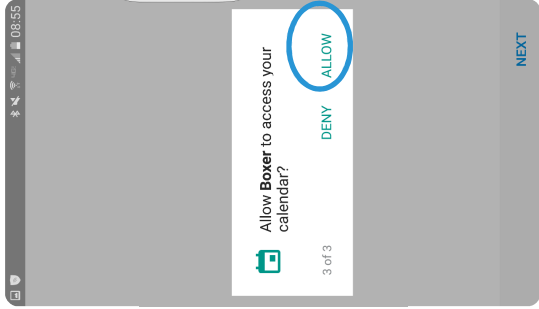 08:55
Allow Boxer to access your
calendar?
3 of 3
DENY
ALLOW
NEXT